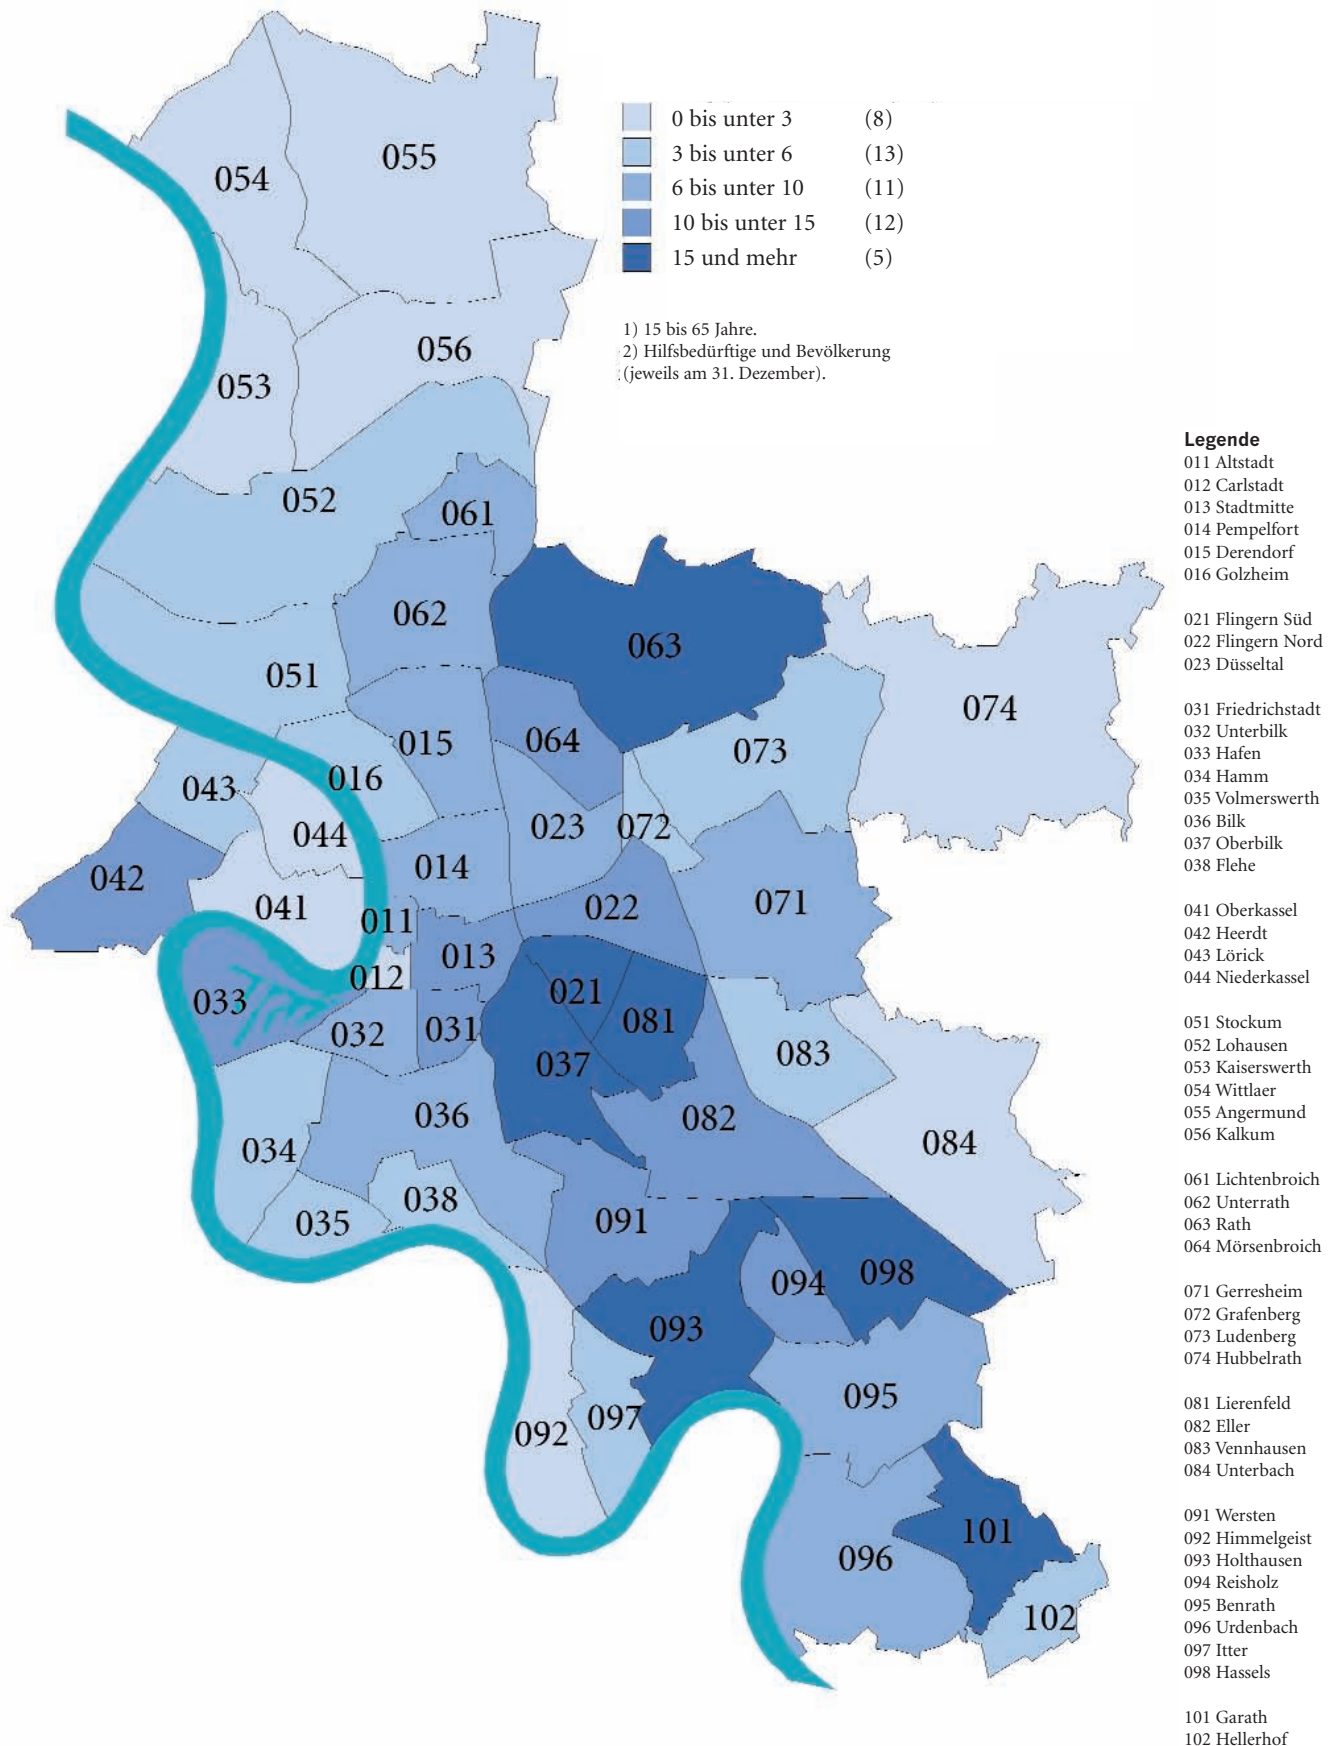 0 bis unter 3 (8)
3 bis unter 6 (13)
6 bis unter 10 (11)
10 bis unter 15 (12)
15 und mehr (5)
1) 15 bis 65 Jahre.
2) Hilfsbedürftige und Bevölkerung
(jeweils am 31. Dezember).
055
054
056
053
052
061
062
063
051
074
015
064
073
016
043
023
072
044
014
042
071
041
022
011
013
012
021
033
081
031
032
083
037
036
082
084
034
038
091
035
098
094
093
095
097
092
101
096
102
Legende
011 Altstadt
012 Carlstadt
013 Stadtmitte
014 Pempelfort
015 Derendorf
016 Golzheim
021 Flingern Süd
022 Flingern Nord
023 Düsseltal
031 Friedrichstadt
032 Unterbilk
033 Hafen
034 Hamm
035 Volmerswerth
036 Bilk
037 Oberbilk
038 Flehe
041 Oberkassel
042 Heerdt
043 Lörick
044 Niederkassel
051 Stockum
052 Lohausen
053 Kaiserswerth
054 Wittlaer
055 Angermund
056 Kalkum
061 Lichtenbroich
062 Unterrath
063 Rath
064 Mörsenbroich
071 Gerresheim
072 Grafenberg
073 Ludenberg
074 Hubbelrath
081 Lierenfeld
082 Eller
083 Vennhausen
084 Unterbach
091 Wersten
092 Himmelgeist
093 Holthausen
094 Reisholz
095 Benrath
096 Urdenbach
097 Itter
098 Hassels
101 Garath
102 Hellerhof